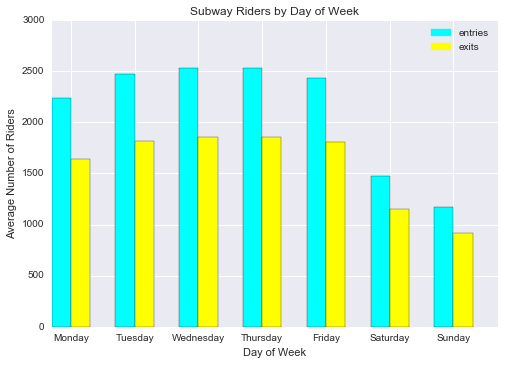 Subway Riders by Day of Week
3000
2500
2000
1500
1000
500
0
Average Number of Riders
entries
exits
Monday Tuesday Wednesday Thursday Friday Saturday Sunday
Day of Week